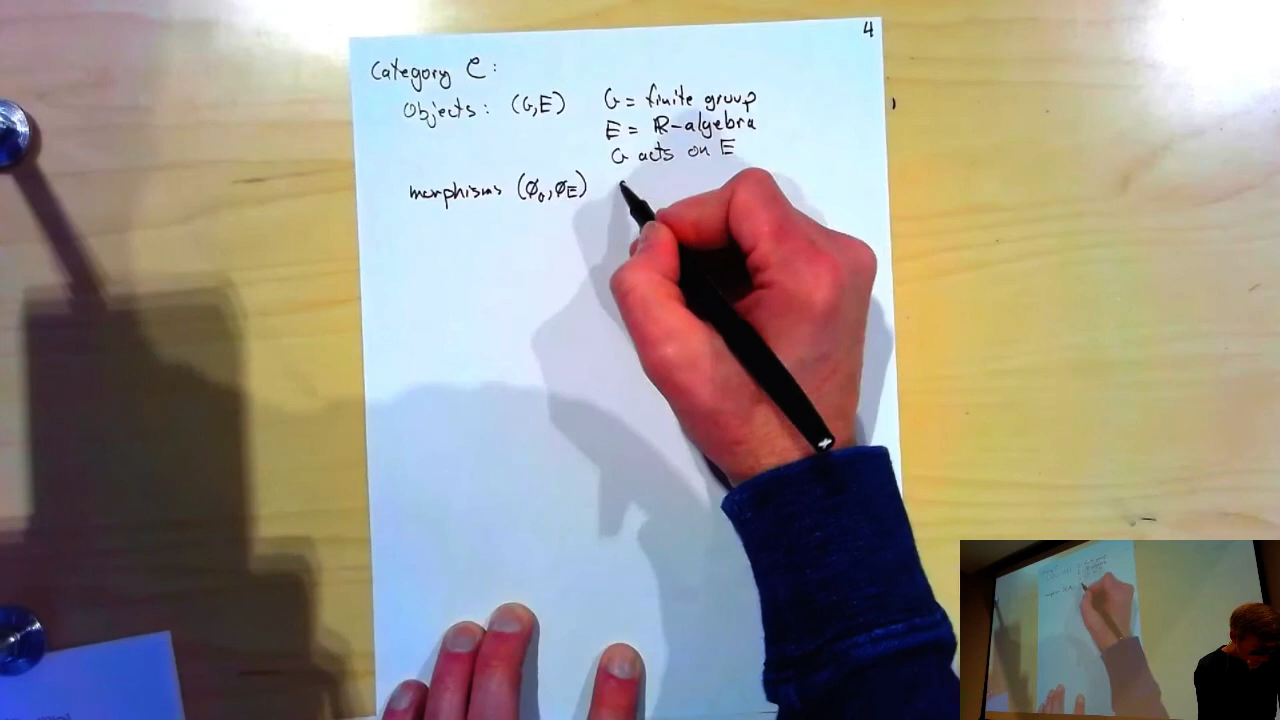 4
Category C:
Objects: (G,E) G = finite group
E = R-algebra
G acts on E
morphisms (φ₀,φE)